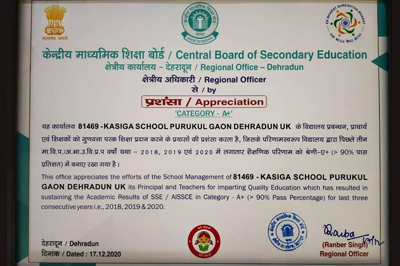 केन्द्रीय माध्यमिक शिक्षा बोर्ड / Central Board of Secondary Education
क्षेत्रीय कार्यालय - देहरादून / Regional Office – Dehradun
क्षेत्रीय अधिकारी / Regional Officer
से / by
प्रशंसा / Appreciation
'CATEGORY - A+'
यह कार्यालय 81469 - KASIGA SCHOOL PURUKUL GAON DEHRADUN UK के विद्यालय प्रबन्धन, प्राचार्य
एवं शिक्षकों को गुणवत्ता परक शिक्षा प्रदान करने के प्रयासों की प्रशंसा करता है, जिसके परिणामस्वरूप विद्यालय द्वारा पिछले तीन
मा.वि.प./अ.भा.उ.वि.प्र.प वर्षों यथा - 2018, 2019 एवं 2020 में लगातार शैक्षणिक परिणाम को श्रेणी-ए+ (> 90% पास
प्रतिशत) में बनाए रखा गया है।
This office appreciates the efforts of the School Management of 81469 - KASIGA SCHOOL PURUKUL
GAON DEHRADUN UK its Principal and Teachers for imparting Quality Education which has resulted in
sustaining the Academic Results of SSE / AISSCE in Category - A+ (> 90% Pass Percentage) for last three
consecutive years i.e., 2018, 2019 & 2020.
देहरादून / Dehradun
दिनांक / Dated : 17.12.2020
(Ranber Singh)
Regional Officer